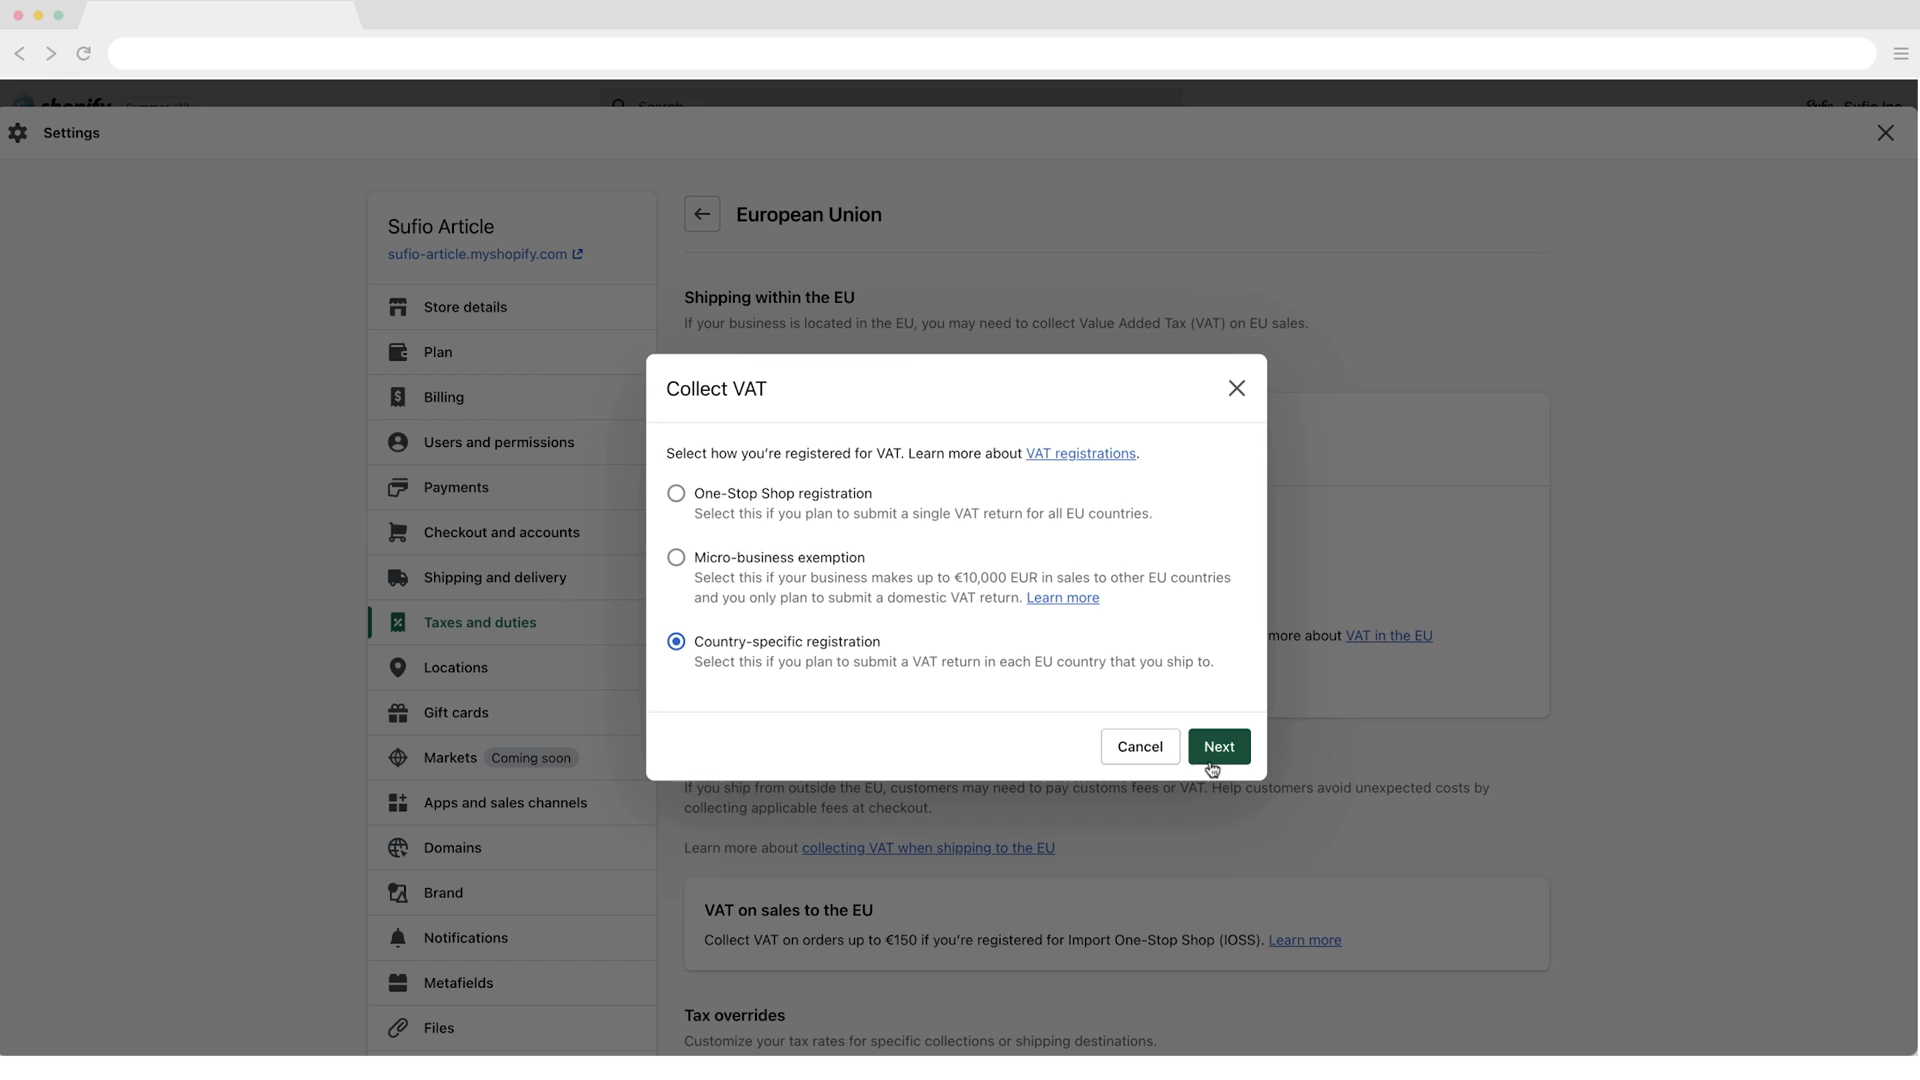 Settings
Sufio Article
sufio-article.myshopify.com
Store details
Plan
Billing
Users and permissions
Payments
Checkout and accounts
Shipping and delivery
Taxes and duties
Locations
Gift cards
Markets Coming soon
Apps and sales channels
Domains
Brand
Notifications
Metafields
Files
European Union
Shipping within the EU
If your business is located in the EU, you may need to collect Value Added Tax (VAT) on EU sales.
Collect VAT
Select how you’re registered for VAT. Learn more about VAT registrations.
One-Stop Shop registration
Select this if you plan to submit a single VAT return for all EU countries.
Micro-business exemption
Select this if your business makes up to €10,000 EUR in sales to other EU countries
and you only plan to submit a domestic VAT return. Learn more
Country-specific registration
Select this if you plan to submit a VAT return in each EU country that you ship to.
Cancel
Next
more about VAT in the EU
If you ship from outside the EU, customers may need to pay customs fees or VAT. Help customers avoid unexpected costs by
collecting applicable fees at checkout.
Learn more about collecting VAT when shipping to the EU
VAT on sales to the EU
Collect VAT on orders up to €150 if you’re registered for Import One-Stop Shop (IOSS). Learn more
Tax overrides
Customize your tax rates for specific collections or shipping destinations.